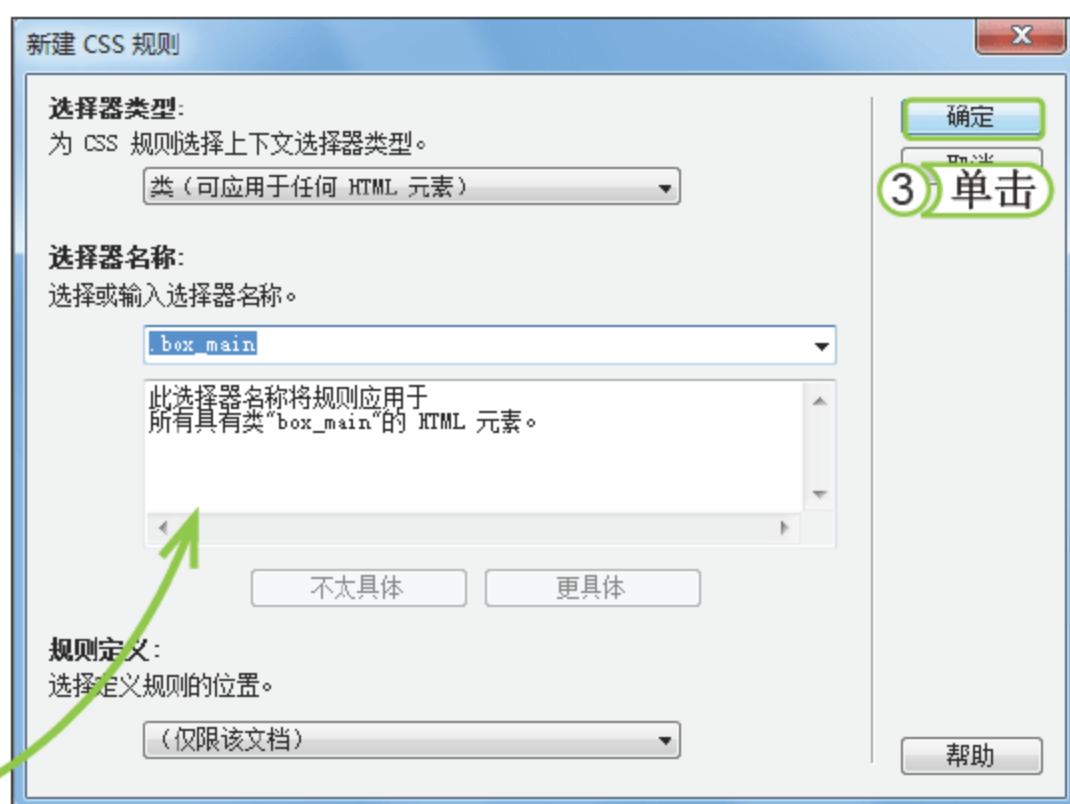 新建 CSS 规则
选择器类型:
为 CSS 规则选择上下文选择器类型。
类（可应用于任何 HTML 元素）
确定
取消
③ 单击
选择器名称:
选择或输入选择器名称。
.box_main
此选择器名称将规则应用于
所有具有类“box_main”的 HTML 元素。
不太具体
更具体
规则定义:
选择定义规则的位置。
（仅限该文档）
帮助